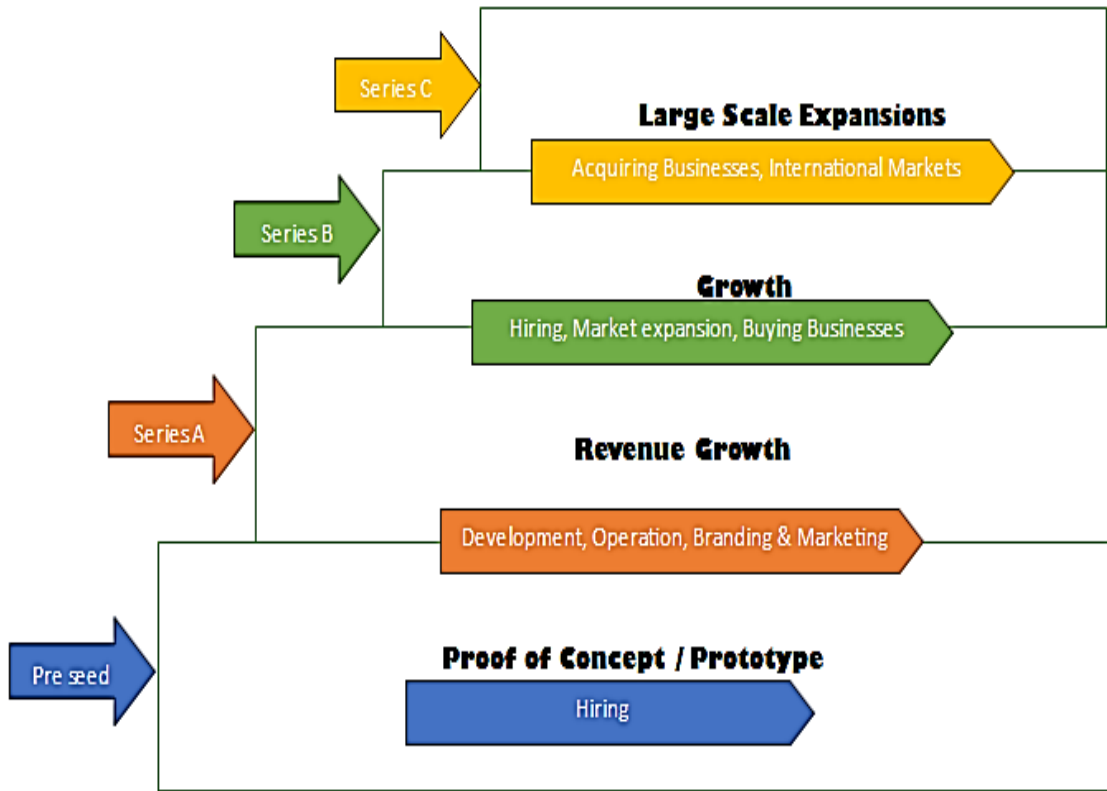 Series C
Large Scale Expansions
Acquiring Businesses, International Markets
Series B
Growth
Hiring, Market expansion, Buying Businesses
Series A
Revenue Growth
Development, Operation, Branding & Marketing
Pre seed
Proof of Concept / Prototype
Hiring